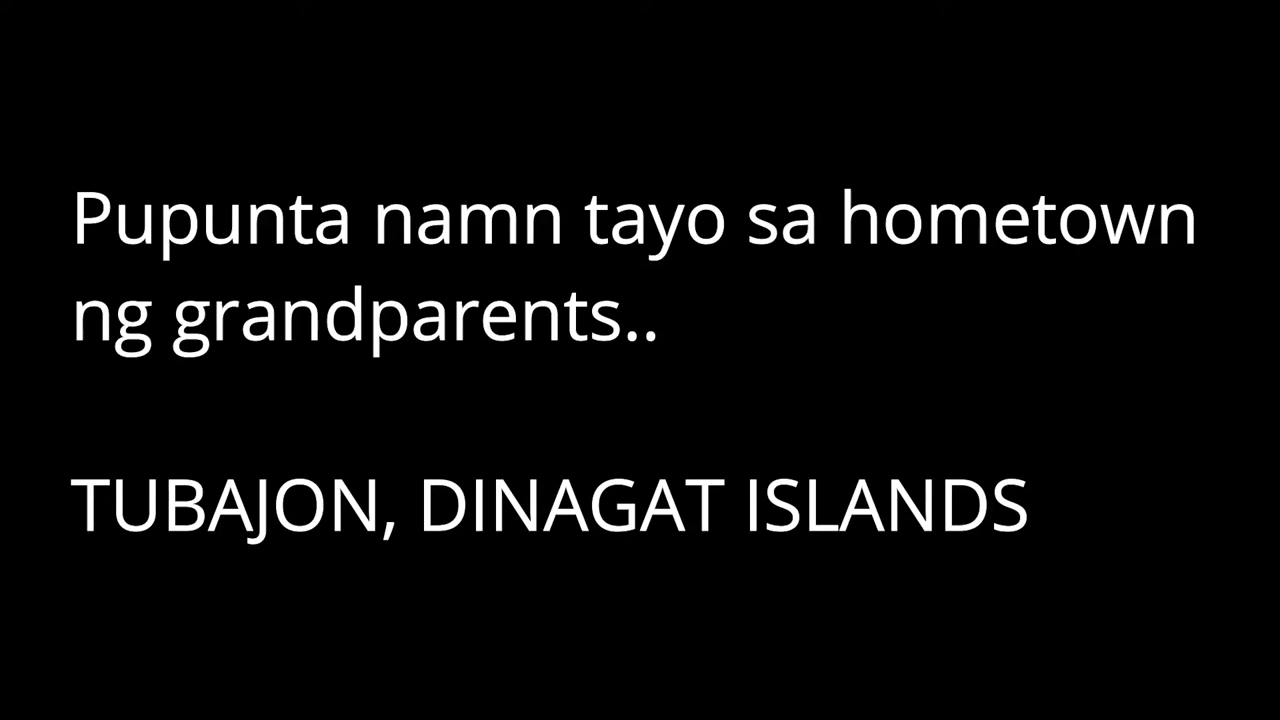 Pupunta namn tayo sa hometown
ng grandparents..
TUBAJON, DINAGAT ISLANDS